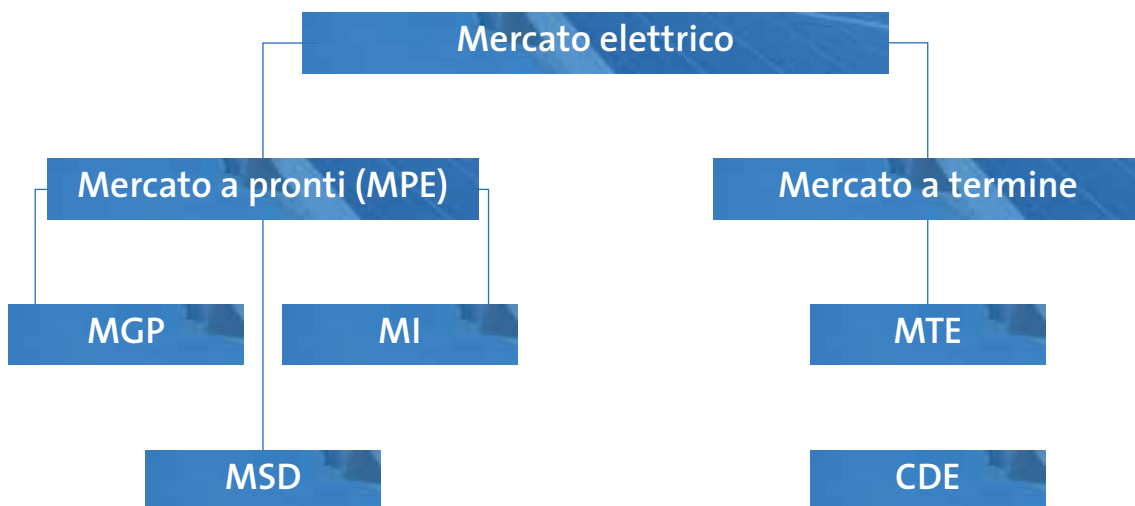 Mercato elettrico
Mercato a pronti (MPE)
Mercato a termine
MGP
MI
MTE
MSD
CDE